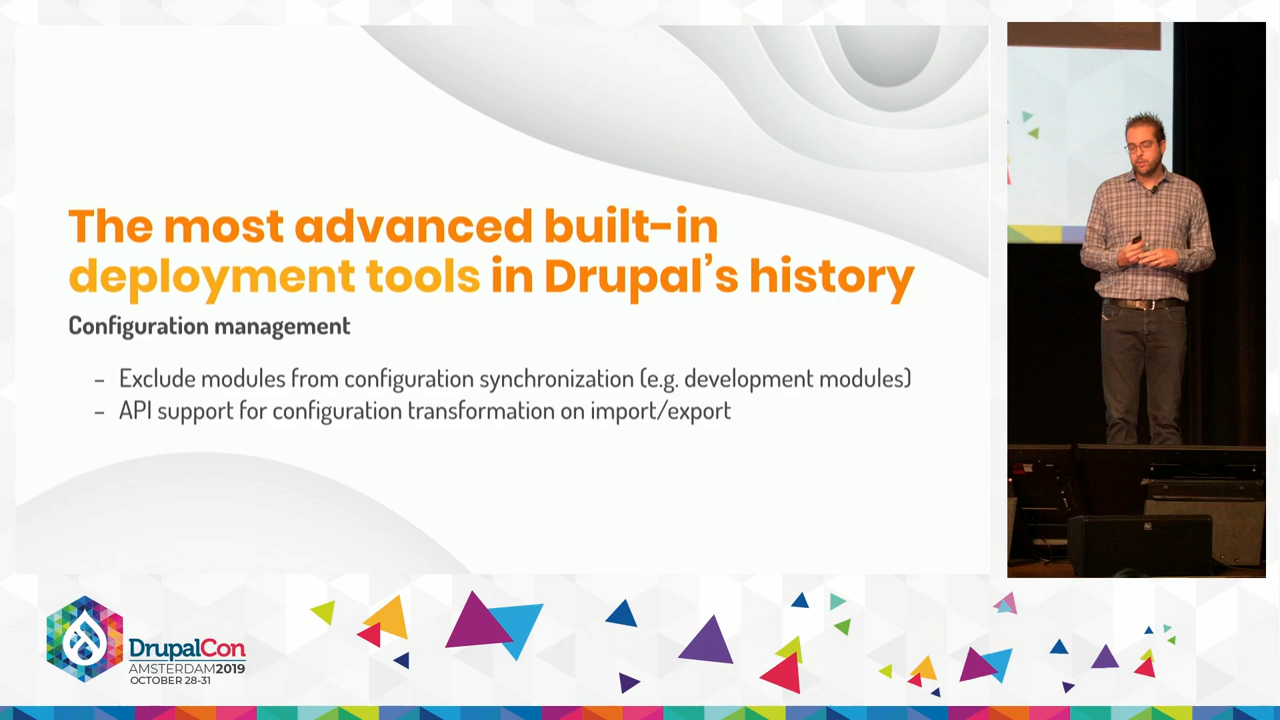 The most advanced built-in
deployment tools in Drupal’s history
Configuration management
– Exclude modules from configuration synchronization (e.g. development modules)
– API support for configuration transformation on import/export
DrupalCon
AMSTERDAM2019
OCTOBER 28-31